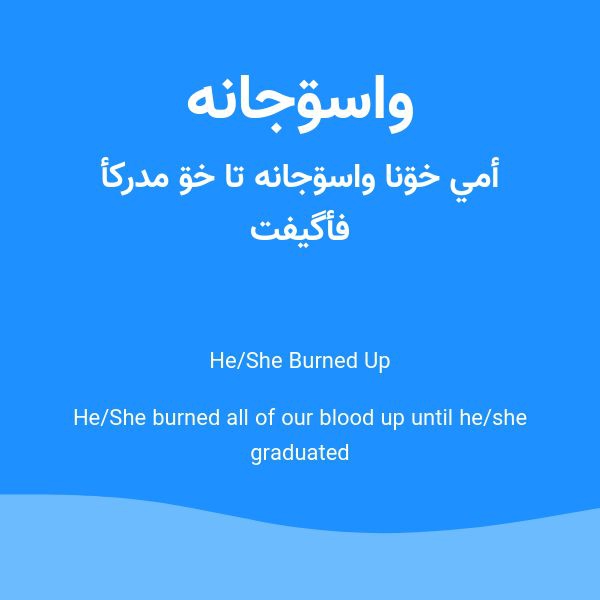 واسۊجانه
أمي خۊنا واسۊجانه تا خۊ مدرکأ
فأگيفت
He/She Burned Up
He/She burned all of our blood up until he/she
graduated